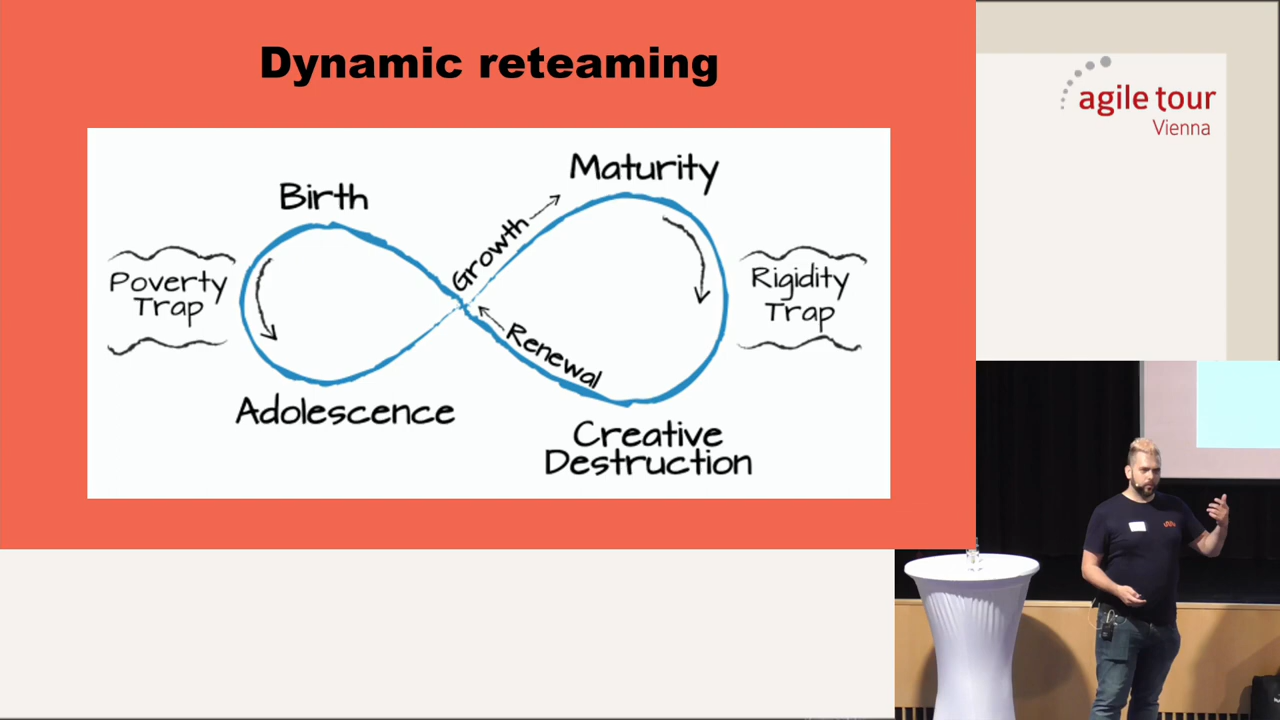 Dynamic reteaming
Birth
Maturity
Growth
Poverty
Trap
Rigidity
Trap
Renewal
Adolescence
Creative
Destruction
agile tour
Vienna